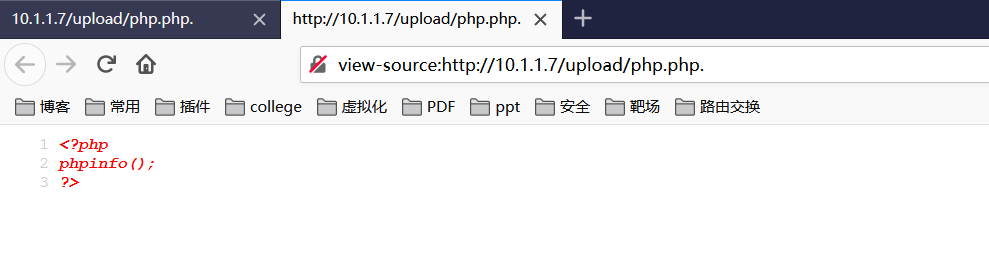 10.1.1.7/upload/php.php. http://10.1.1.7/upload/php.php.
view-source:http://10.1.1.7/upload/php.php.
博客 常用 插件 college 虚拟化 PDF ppt 安全 靶场 路由交换
1 <?php
2 phpinfo();
3 ?>